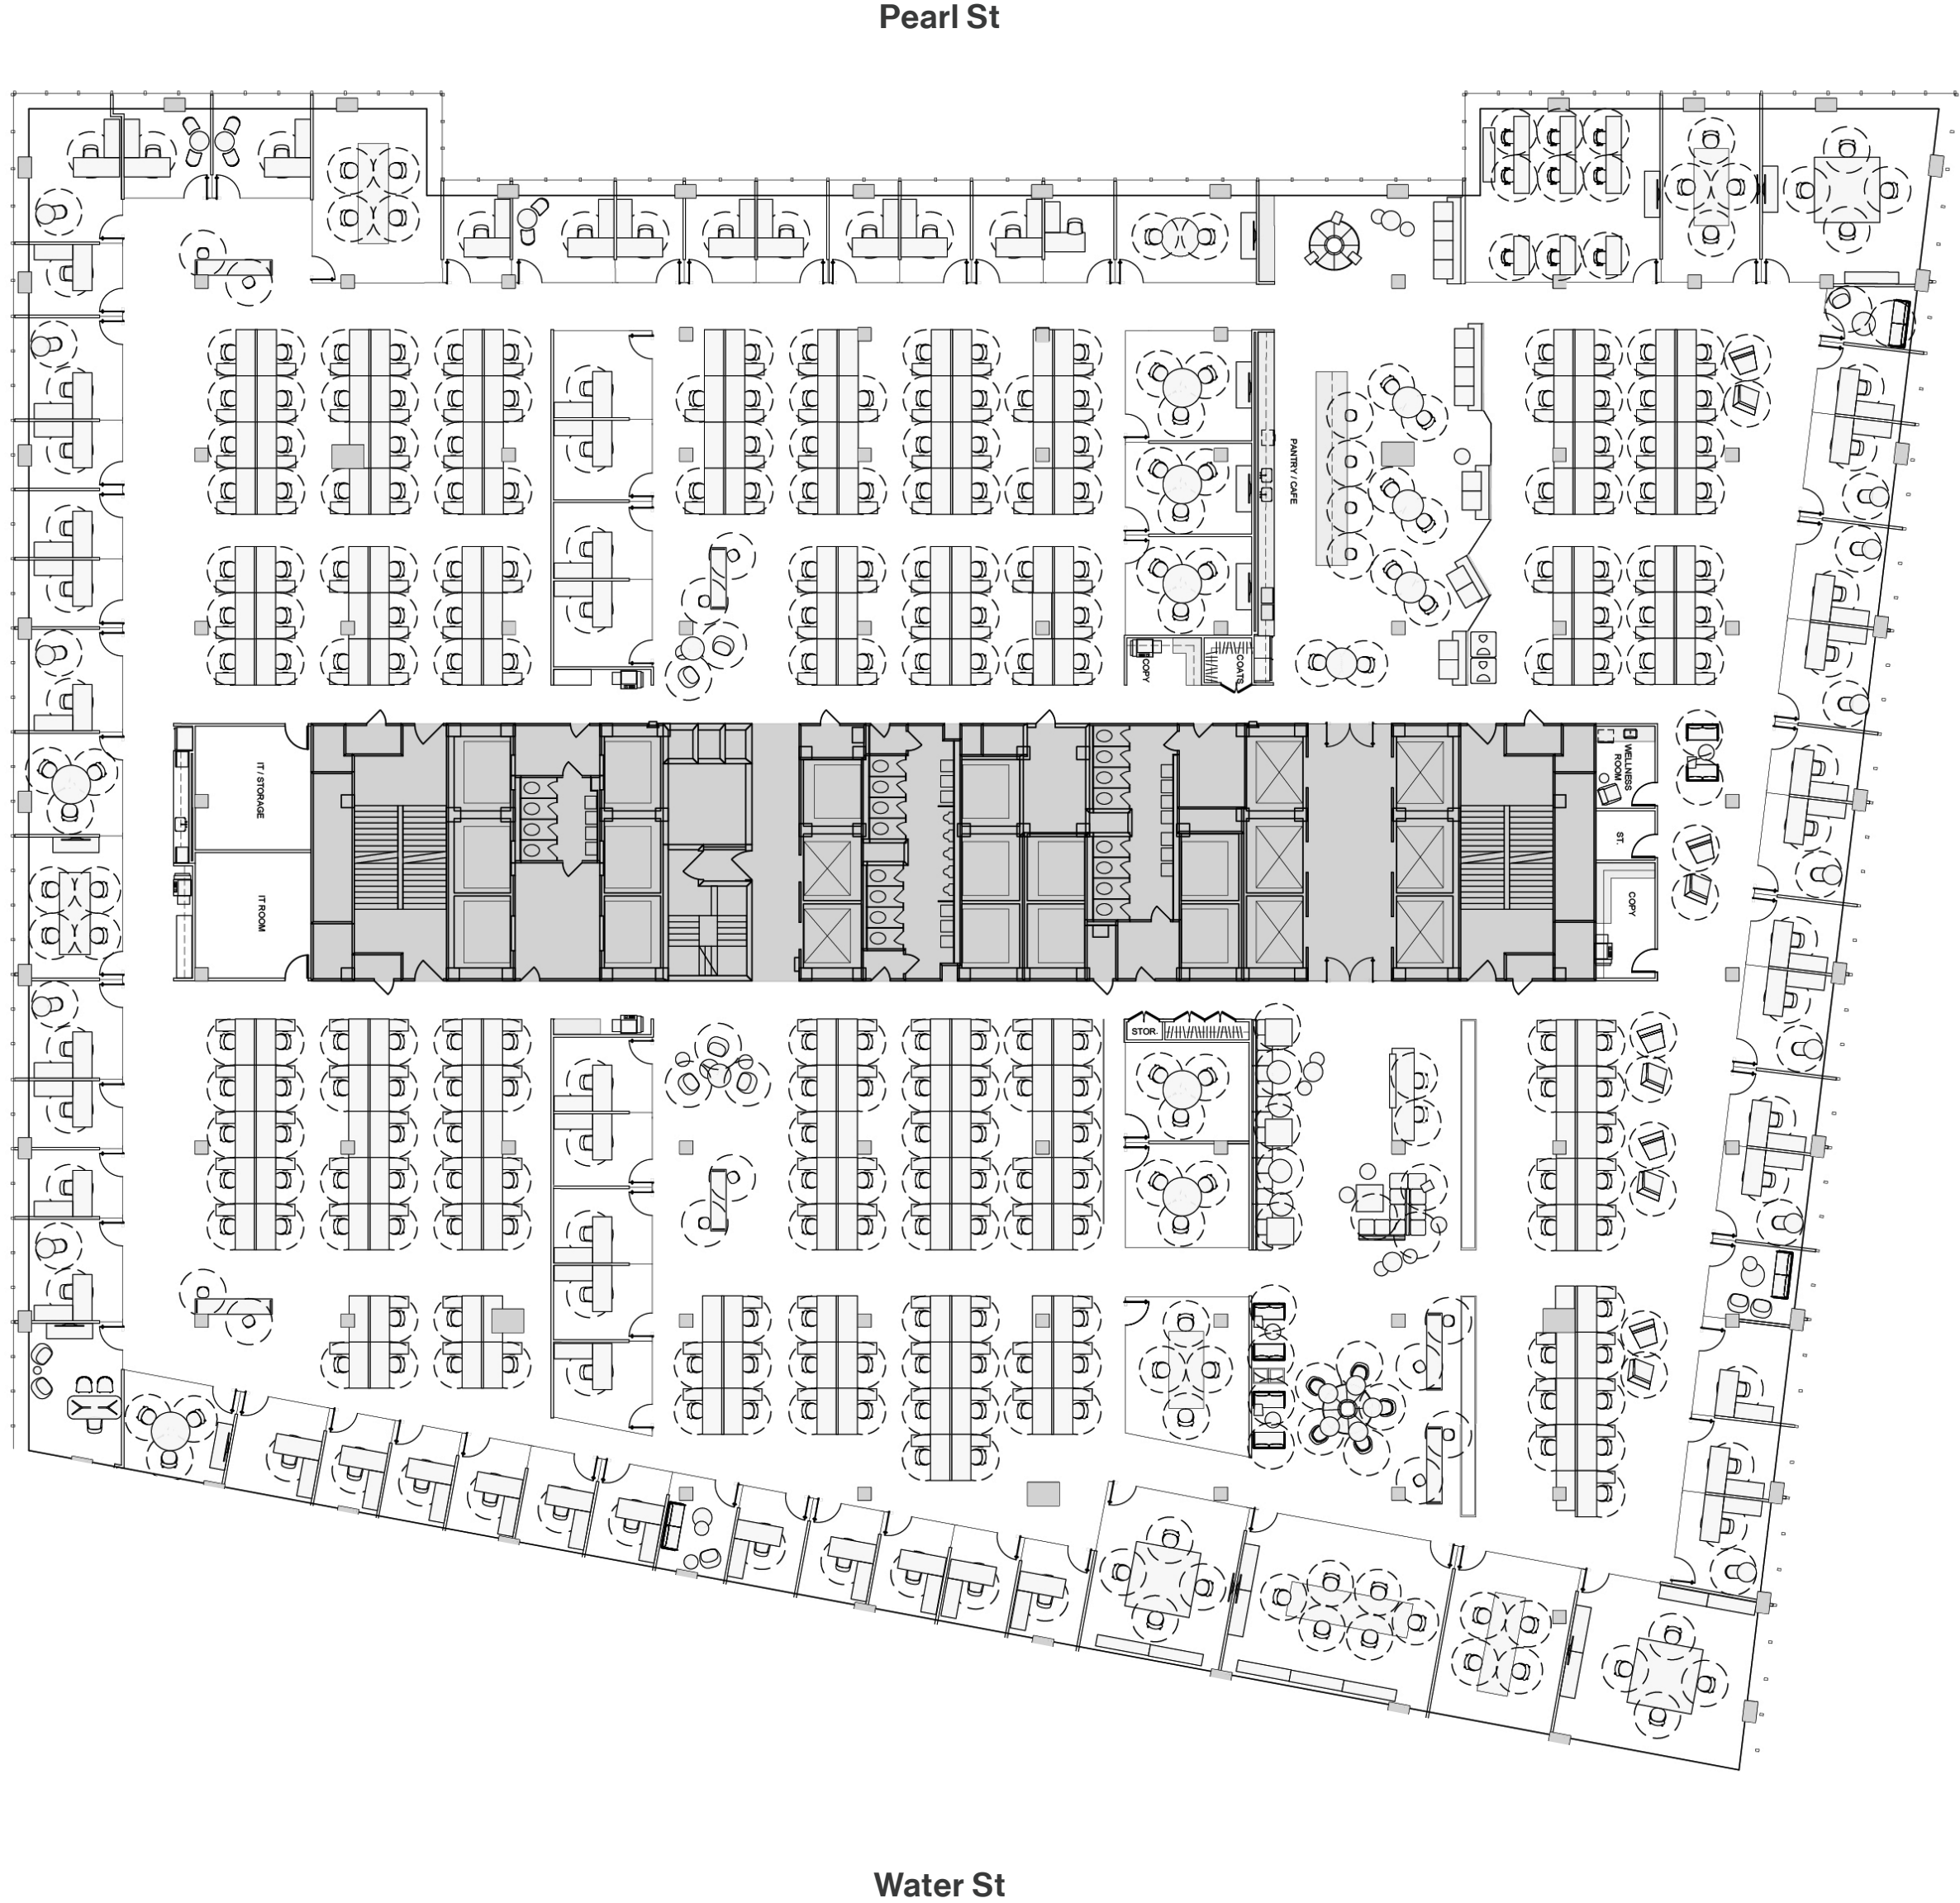 Pearl St
PANTRY / CAFE
COPY
COATS
IT / STORAGE
WELLNESS
ROOM
ST.
IT ROOM
COPY
STOR.
Water St